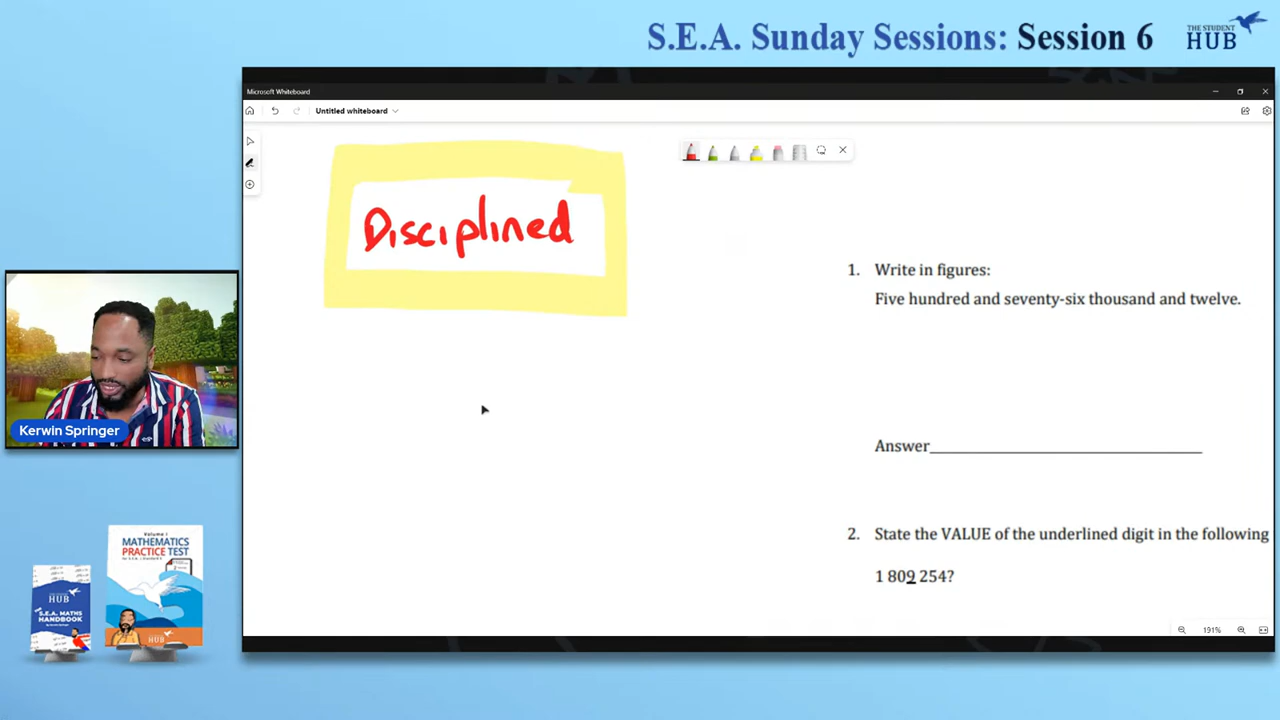 S.E.A. Sunday Sessions: Session 6
THE STUDENT
HUB
Microsoft Whiteboard
Untitled whiteboard
Disciplined
1. Write in figures:
Five hundred and seventy-six thousand and twelve.
Answer
2. State the VALUE of the underlined digit in the following
1 809 254?
191%
Kerwin Springer
Volume I
MATHEMATICS
PRACTICE TEST
HUB
S.E.A. MATHS
HANDBOOK
HUB